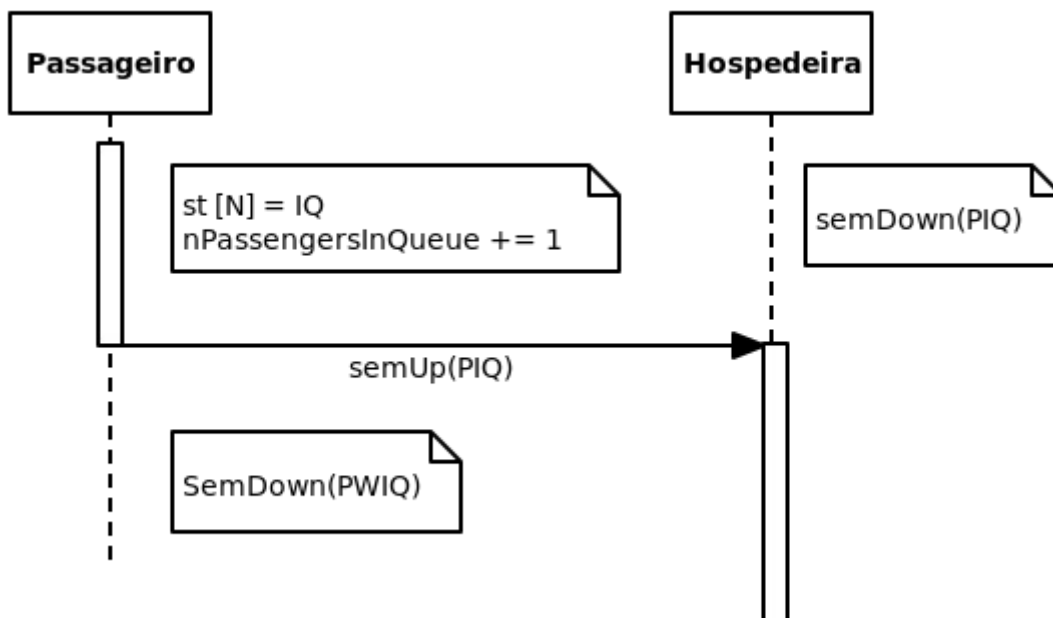 Passageiro
Hospedeira
st [N] = IQ
nPassengersInQueue += 1
semDown(PIQ)
semUp(PIQ)
SemDown(PWIQ)